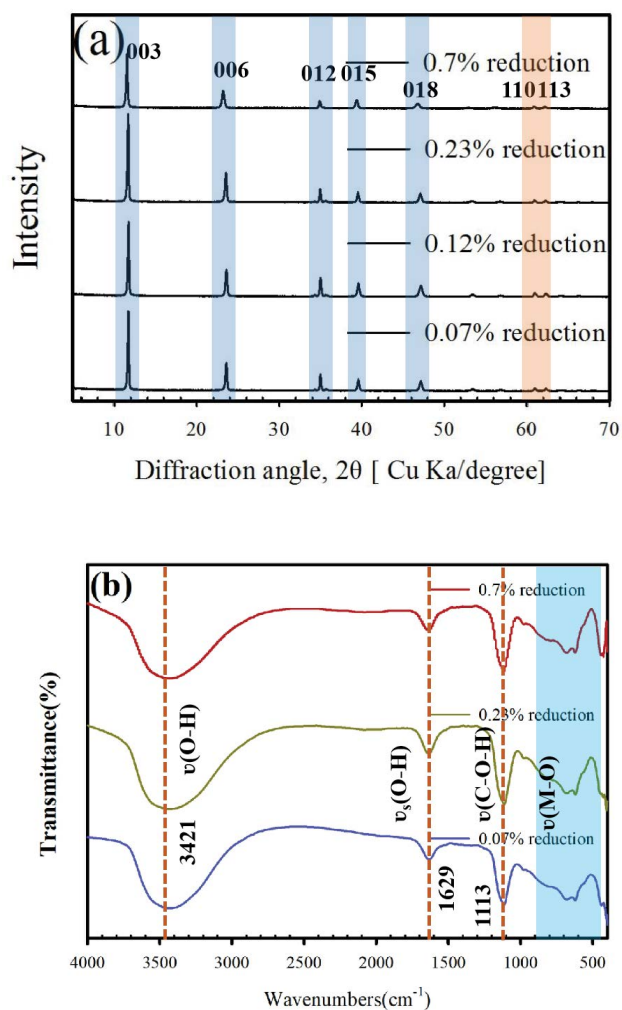 (a)
003
006
012 015
018
110 113
0.7% reduction
0.23% reduction
0.12% reduction
0.07% reduction
Intensity
10 20 30 40 50 60 70
Diffraction angle, 2θ [ Cu Ka/degree]
(b)
0.7% reduction
0.23% reduction
0.07% reduction
υ(O-H)
3421
υs(O-H)
1629
υ(C-O-H)
1113
υ(M-O)
Transmittance(%)
4000 3500 3000 2500 2000 1500 1000 500
Wavenumbers(cm⁻¹)